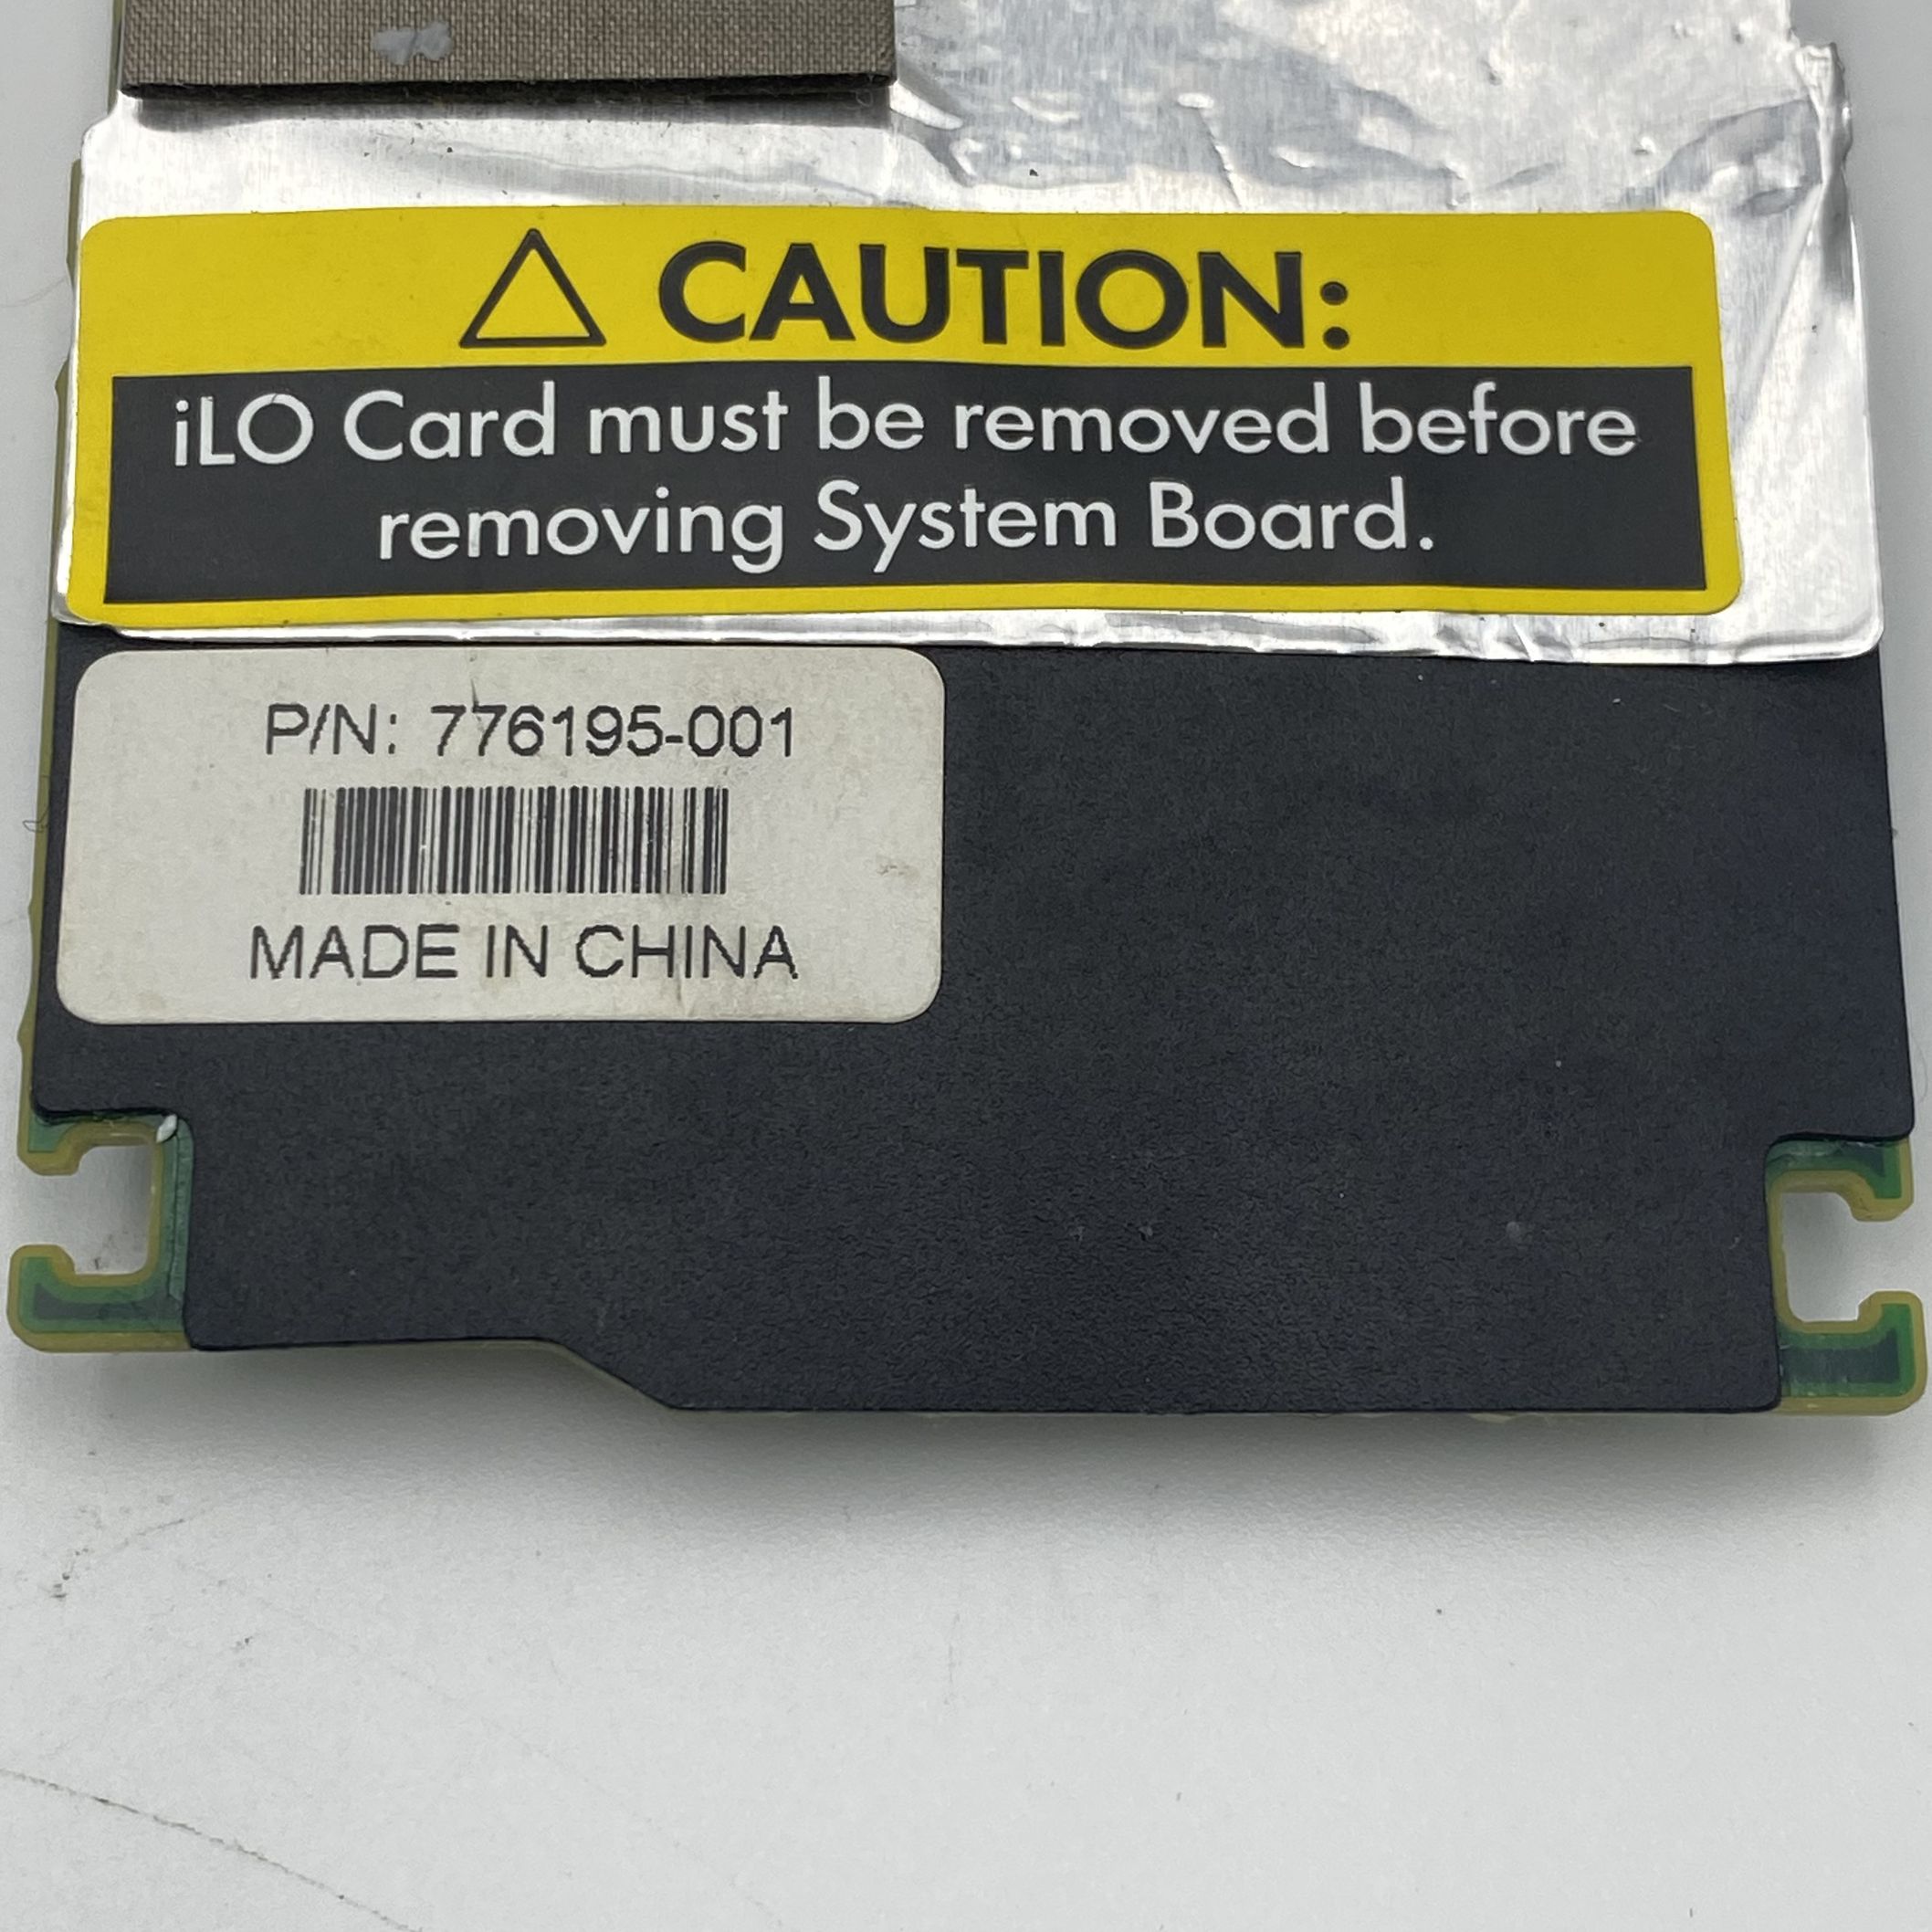 CAUTION:
iLO Card must be removed before
removing System Board.
P/N: 776195-001
MADE IN CHINA